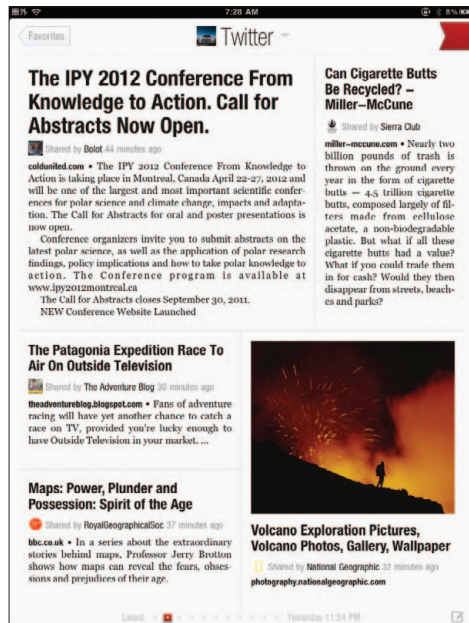 圏外
7:28 AM
8%
Favorites
Twitter
The IPY 2012 Conference From
Knowledge to Action. Call for
Abstracts Now Open.
Shared by Bolot 44 minutes ago
coldunited.com • The IPY 2012 Conference From Knowledge to
Action is taking place in Montreal, Canada April 22-27, 2012 and
will be one of the largest and most important scientific confer-
ences for polar science and climate change, impacts and adapta-
tion. The Call for Abstracts for oral and poster presentations is
now open.
Conference organizers invite you to submit abstracts on the
latest polar science, as well as the application of polar research
findings, policy implications and how to take polar knowledge to
action. The Conference program is available at
www.ipy2012montreal.ca
The Call for Abstracts closes September 30, 2011.
NEW Conference Website Launched
Can Cigarette Butts
Be Recycled? –
Miller–McCune
Shared by Sierra Club
miller–mccune.com • Nearly two
billion pounds of trash is
thrown on the ground every
year in the form of cigarette
butts — 4.5 trillion cigarette
butts, composed largely of fil-
ters made from cellulose
acetate, a non-biodegradable
plastic. But what if all these
cigarette butts had a value?
What if you could trade them
in for cash? Would they then
disappear from streets, beach-
es and parks?
The Patagonia Expedition Race To
Air On Outside Television
Shared by The Adventure Blog 30 minutes ago
theadventureblog.blogspot.com • Fans of adventure
racing will have yet another chance to catch a
race on TV, provided you're lucky enough to
have Outside Television in your market. ...
Maps: Power, Plunder and
Possession: Spirit of the Age
Shared by RoyalGeographicalSoc 37 minutes ago
bbc.co.uk • In a series about the extraordinary
stories behind maps, Professor Jerry Brotton
shows how maps can reveal the fears, obses-
sions and prejudices of their age.
Volcano Exploration Pictures,
Volcano Photos, Gallery, Wallpaper
Shared by National Geographic 32 minutes ago
photography.nationalgeographic.com
Latest
Yesterday 11:54 PM